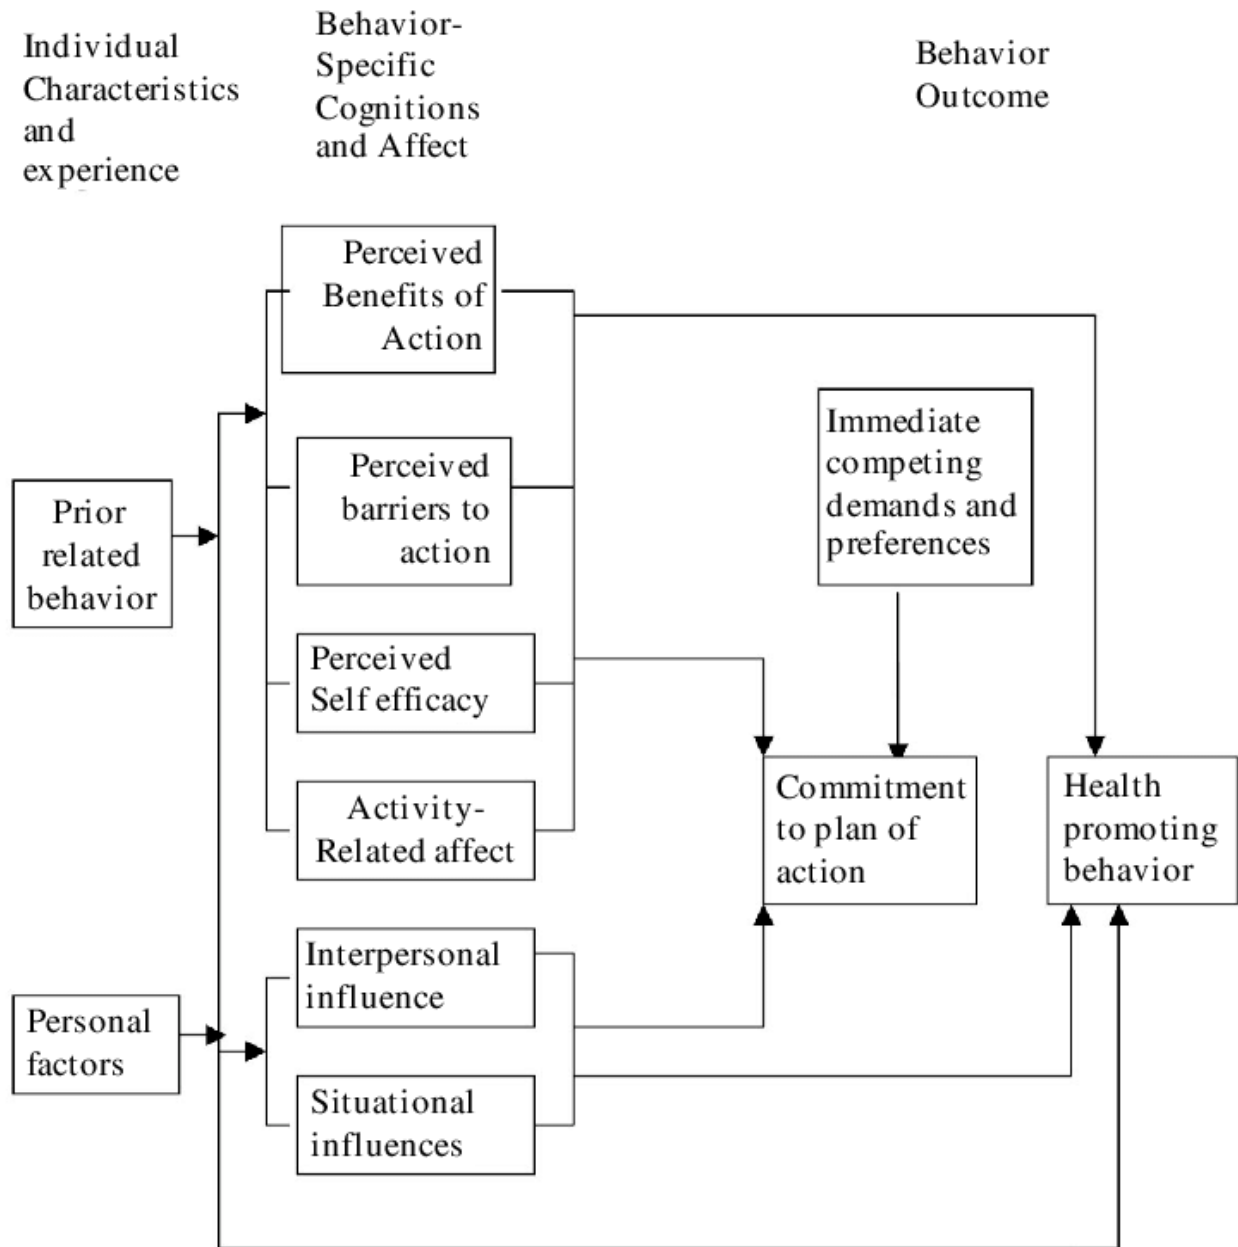 Individual
Characteristics
and
experience
Behavior-
Specific
Cognitions
and Affect
Behavior
Outcome
Perceived
Benefits of
Action
Immediate
competing
demands and
preferences
Perceived
barriers to
action
Prior
related
behavior
Perceived
Self efficacy
Activity-
Related affect
Commitment
to plan of
action
Health
promoting
behavior
Interpersonal
influence
Personal
factors
Situational
influences